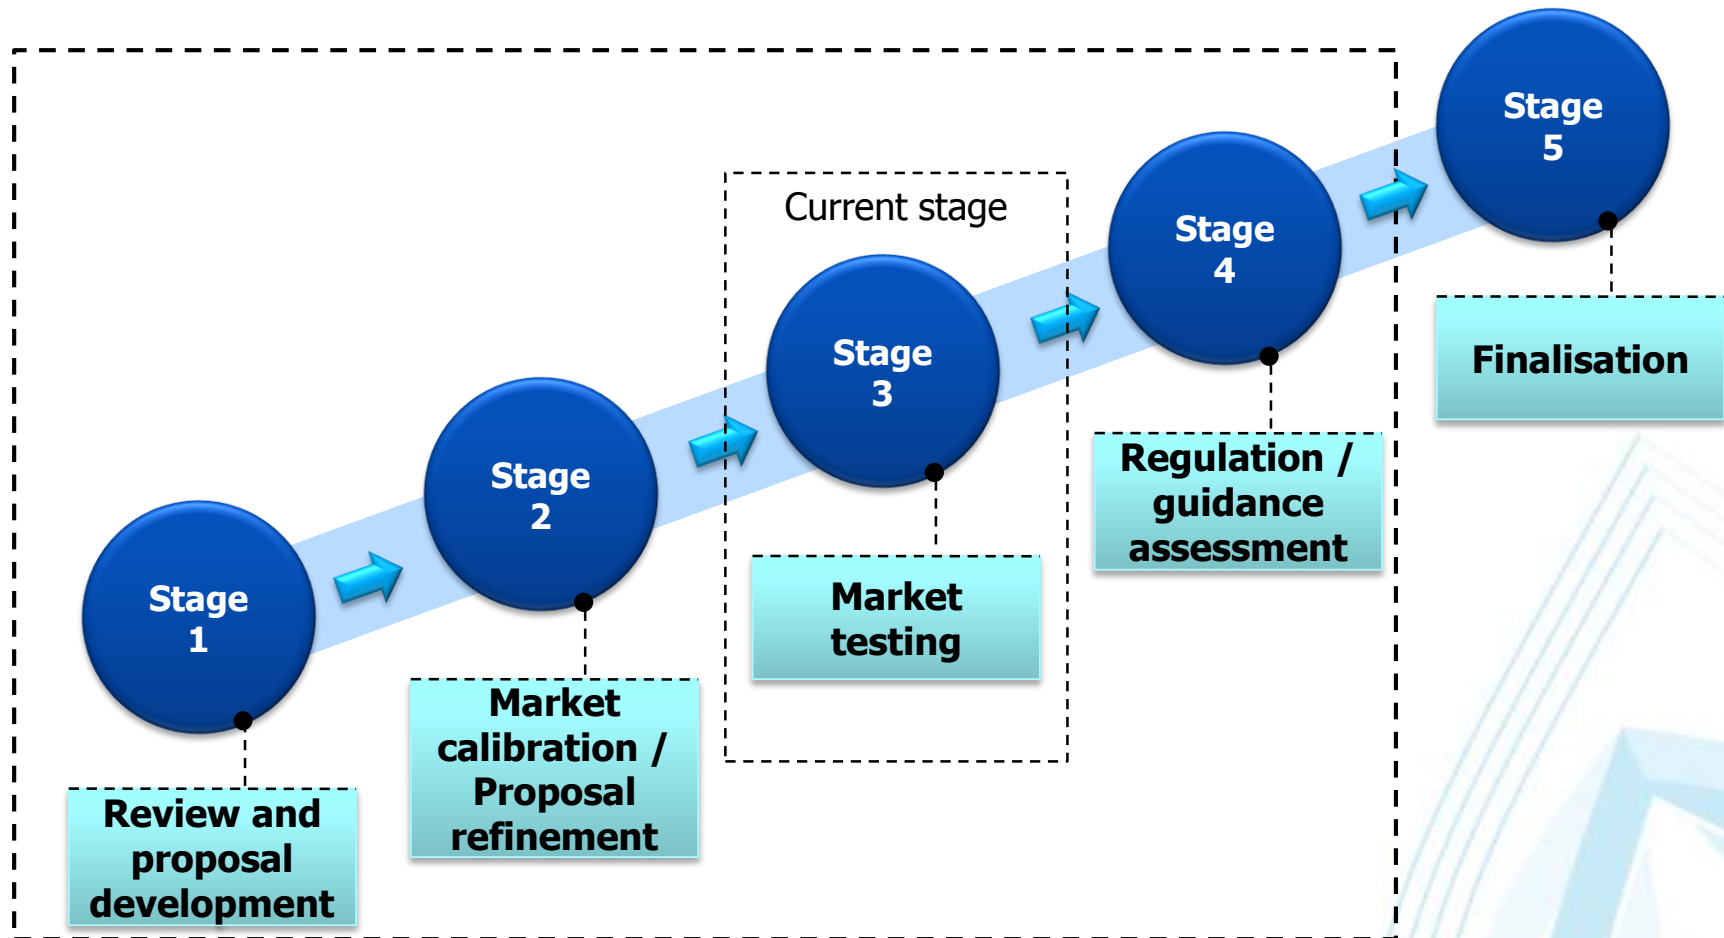 Stage
1
Review and
proposal
development
Stage
2
Market
calibration /
Proposal
refinement
Current stage
Stage
3
Market
testing
Stage
4
Regulation /
guidance
assessment
Stage
5
Finalisation